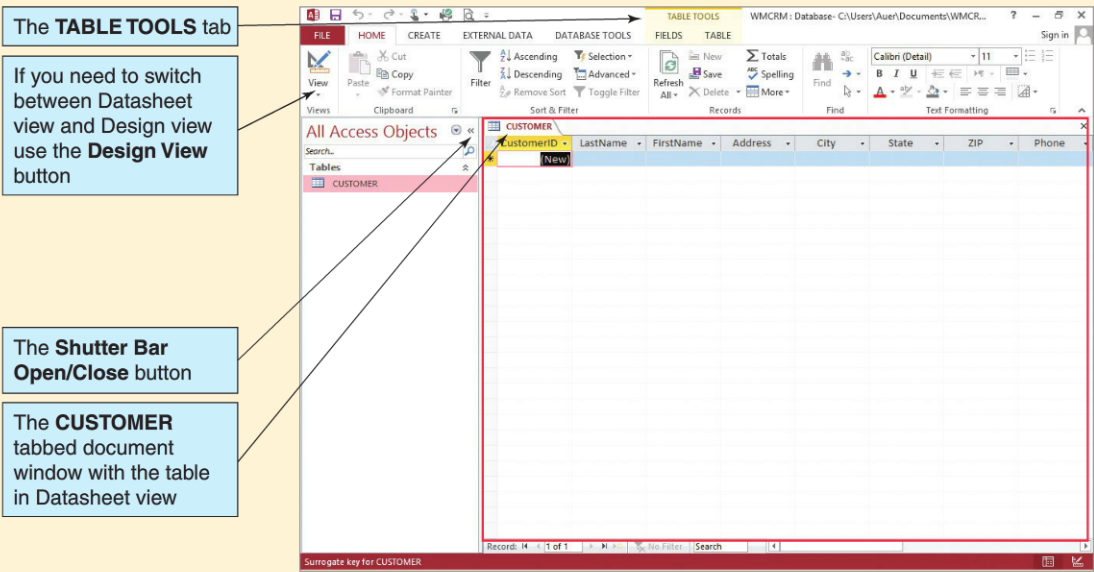 The TABLE TOOLS tab
If you need to switch
between Datasheet
view and Design view
use the Design View
button
The Shutter Bar
Open/Close button
The CUSTOMER
tabbed document
window with the table
in Datasheet view
TABLE TOOLS WMCRM : Database- C:\Users\Auer\Documents\WMCR... ?
FILE HOME CREATE EXTERNAL DATA DATABASE TOOLS FIELDS TABLE Sign in
View
Paste
Cut
Copy
Format Painter
Filter
Ascending
Descending
Remove Sort
Selection
Advanced
Toggle Filter
Refresh
All
New
Save
Delete
Totals
Spelling
More
Find
Calibri (Detail) 11
B I U
Views Clipboard Sort & Filter Records Find Text Formatting
All Access Objects «
Search...
Tables
CUSTOMER
CUSTOMER
CustomerID LastName FirstName Address City State ZIP Phone
(New)
Record: 1 of 1 No Filter Search
Surrogate key for CUSTOMER